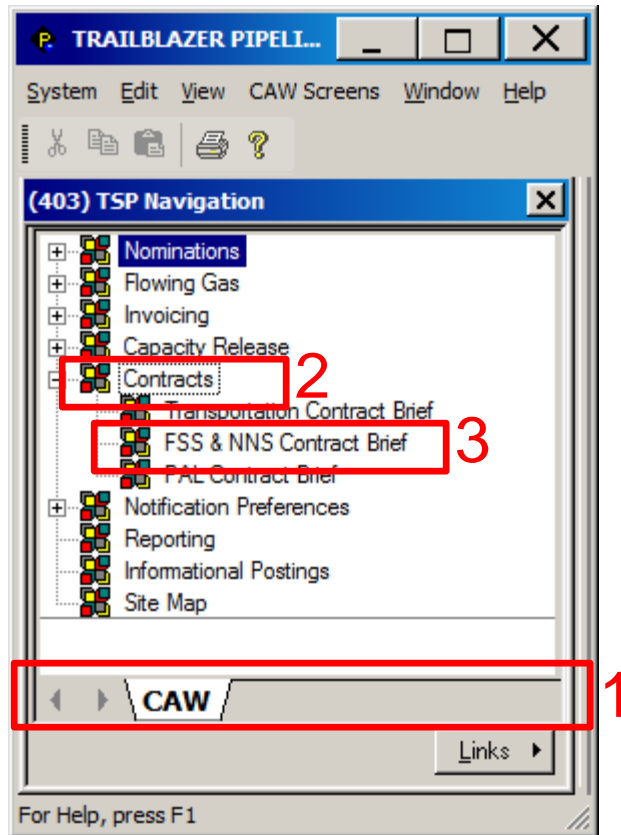 TRAILBLAZER PIPELI...
System Edit View CAW Screens Window Help
(403) TSP Navigation
Nominations
Flowing Gas
Invoicing
Capacity Release
Contracts
2
Transportation Contract Brief
FSS & NNS Contract Brief
3
PAL Contract Brief
Notification Preferences
Reporting
Informational Postings
Site Map
CAW
1
Links
For Help, press F1